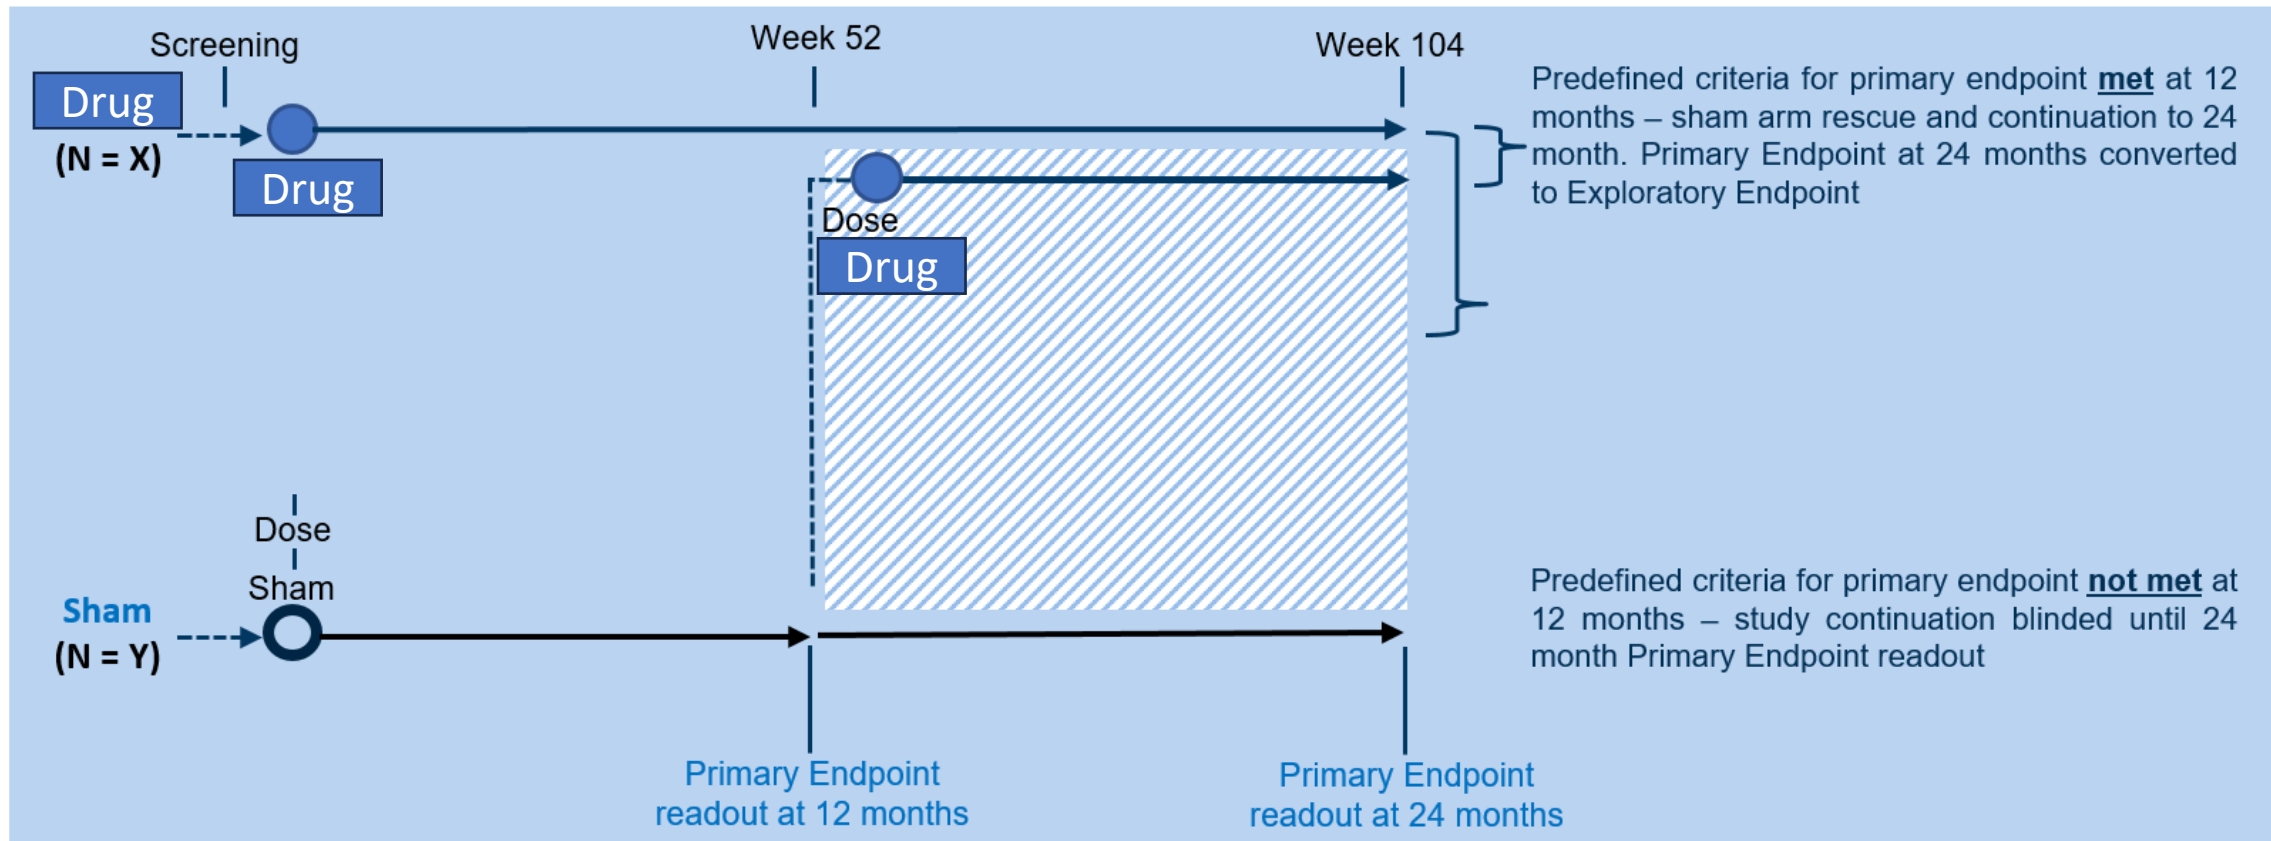 Screening
Week 52
Week 104
Drug
(N = X)
Drug
Predefined criteria for primary endpoint met at 12
months – sham arm rescue and continuation to 24
month. Primary Endpoint at 24 months converted
to Exploratory Endpoint
Dose
Drug
Dose
Sham
Sham
(N = Y)
Predefined criteria for primary endpoint not met at
12 months – study continuation blinded until 24
month Primary Endpoint readout
Primary Endpoint
readout at 12 months
Primary Endpoint
readout at 24 months